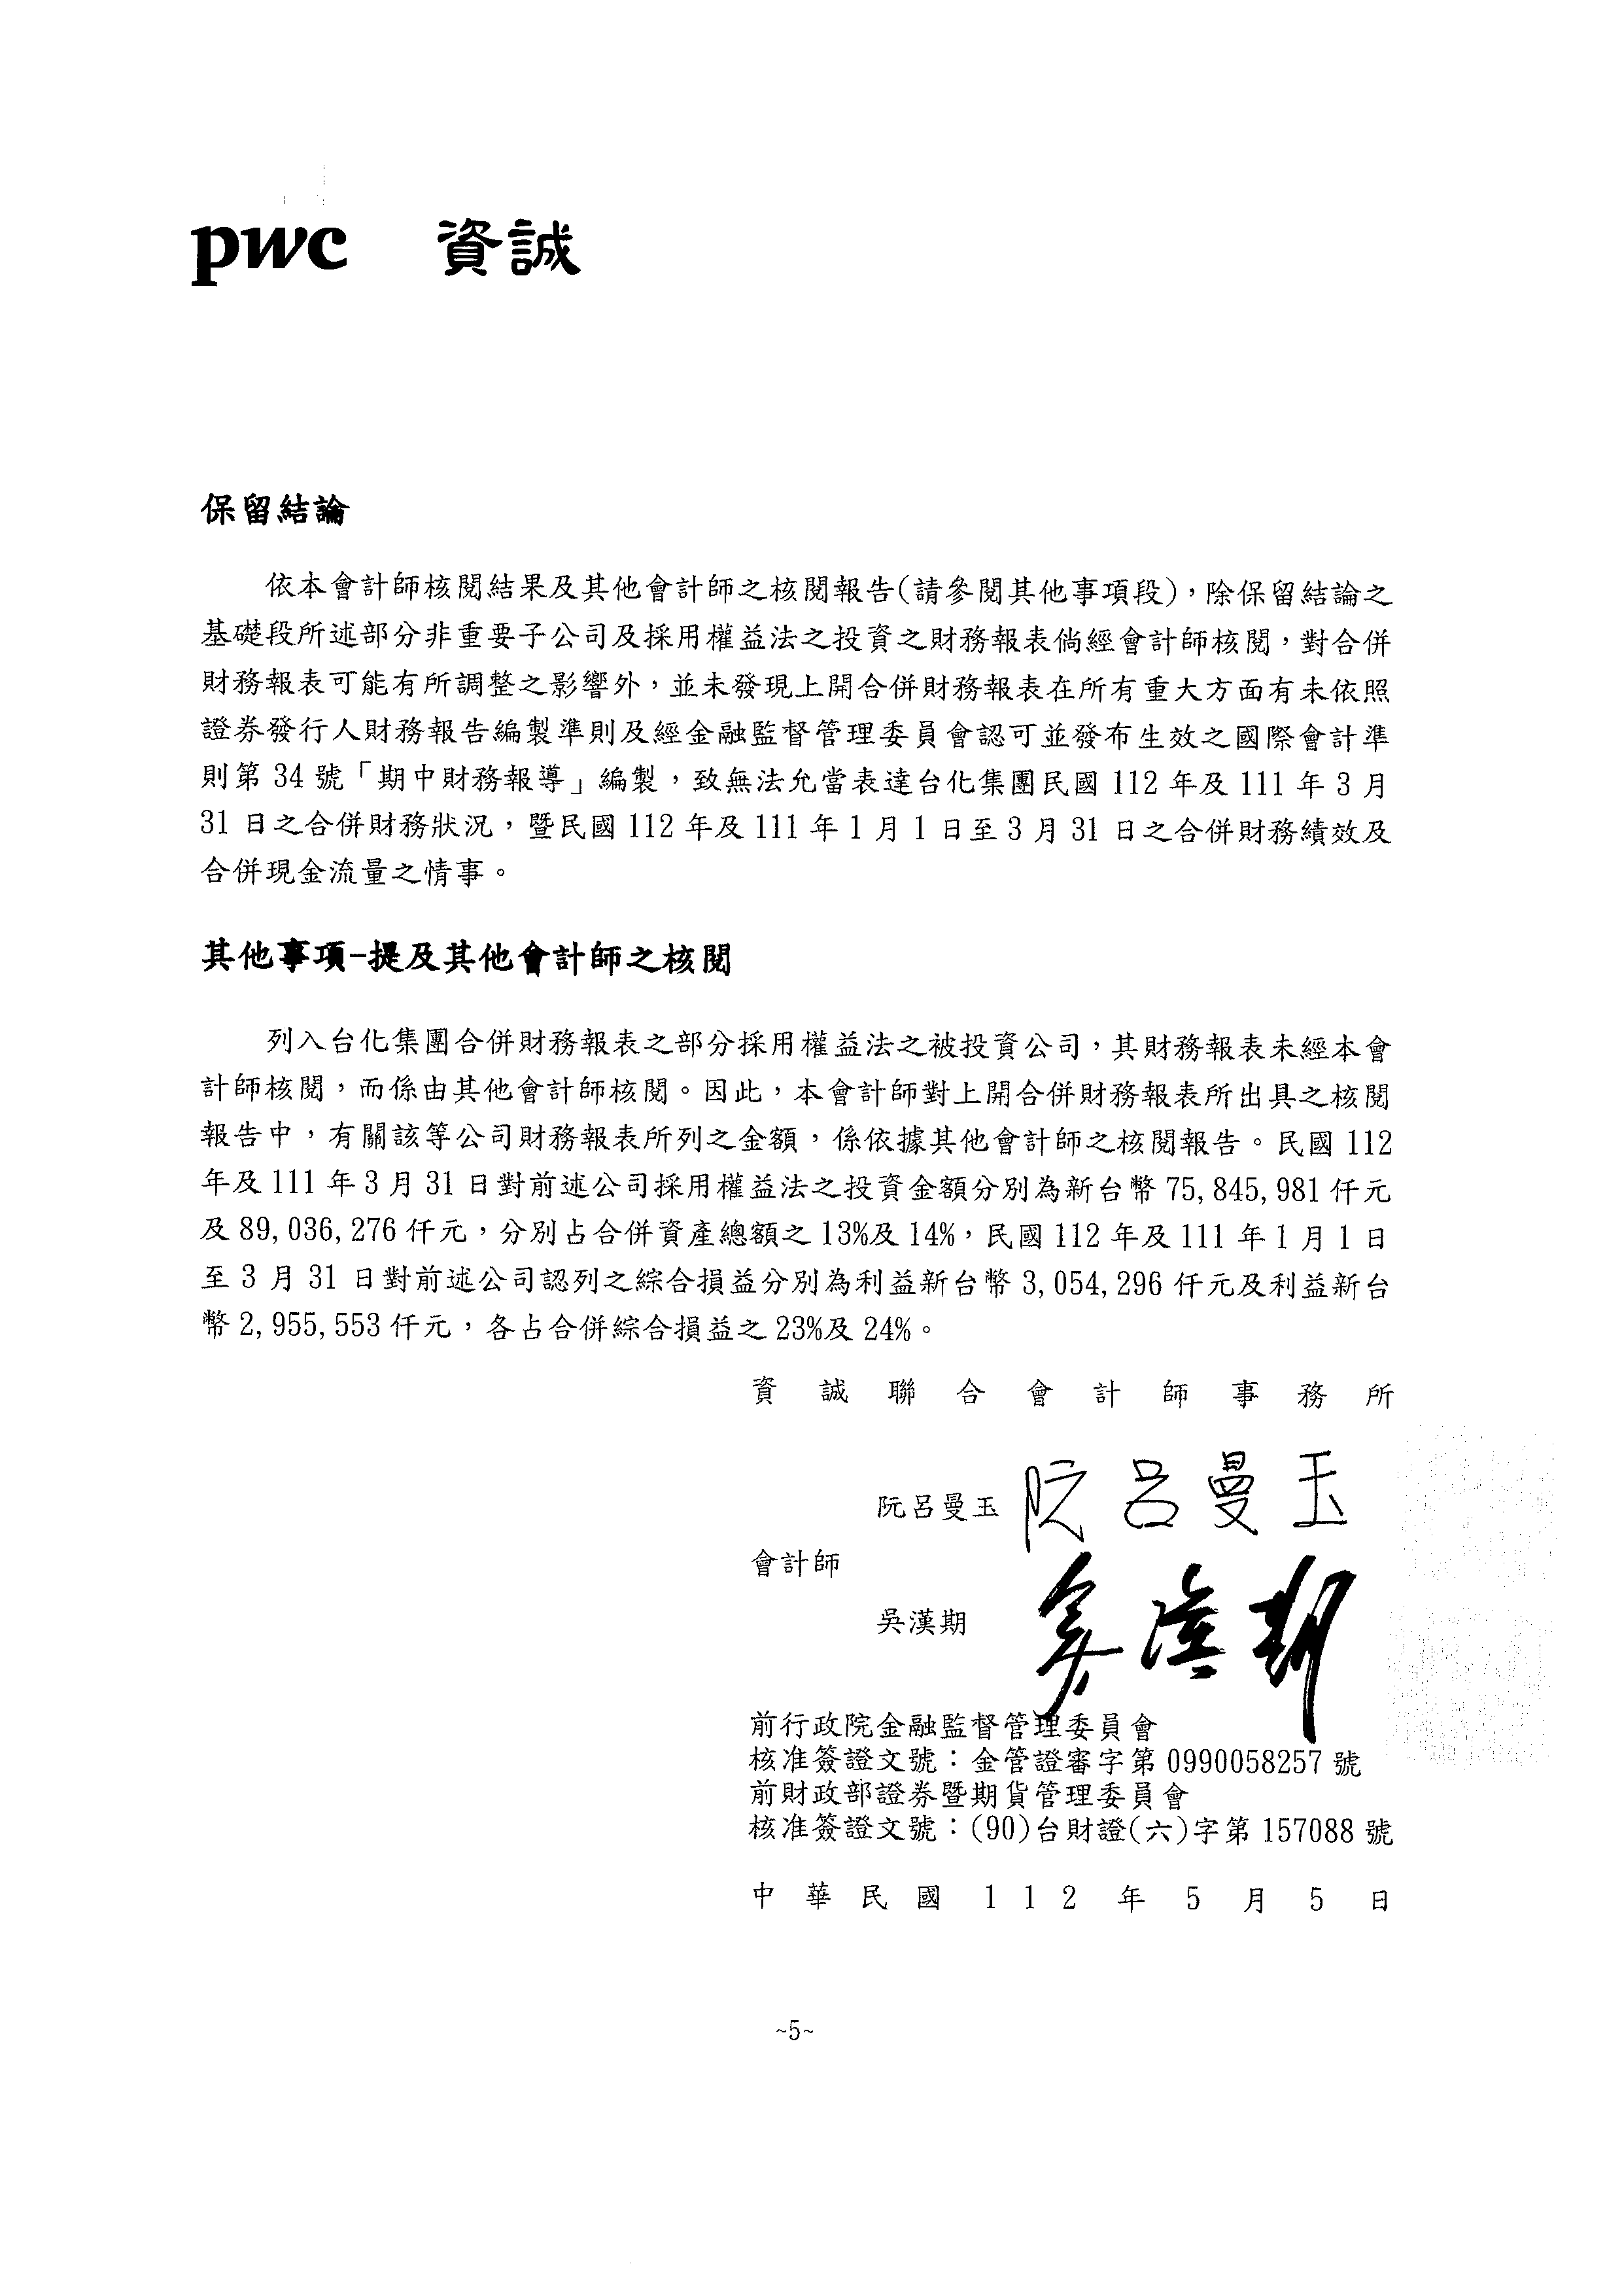 pwc 資誠
保留結論
依本會計師核閱結果及其他會計師之核閱報告(請參閱其他事項段)，除保留結論之
基礎段所述部分非重要子公司及採用權益法之投資之財務報表倘經會計師核閱，對合併
財務報表可能有所調整之影響外，並未發現上開合併財務報表在所有重大方面有未依照
證券發行人財務報告編製準則及經金融監督管理委員會認可並發布生效之國際會計準
則第 34 號「期中財務報導」編製，致無法允當表達台化集團民國 112 年及 111 年 3 月
31 日之合併財務狀況，暨民國 112 年及 111 年 1 月 1 日至 3 月 31 日之合併財務績效及
合併現金流量之情事。
其他事項-提及其他會計師之核閱
列入台化集團合併財務報表之部分採用權益法之被投資公司，其財務報表未經本會
計師核閱，而係由其他會計師核閱。因此，本會計師對上開合併財務報表所出具之核閱
報告中，有關該等公司財務報表所列之金額，係依據其他會計師之核閱報告。民國 112
年及 111 年 3 月 31 日對前述公司採用權益法之投資金額分別為新台幣 75,845,981 仟元
及 89,036,276 仟元，分別占合併資產總額之 13%及 14%，民國 112 年及 111 年 1 月 1 日
至 3 月 31 日對前述公司認列之綜合損益分別為利益新台幣 3,054,296 仟元及利益新台
幣 2,955,553 仟元，各占合併綜合損益之 23%及 24%。
資誠聯合會計師事務所
阮呂曼玉 阮呂曼玉
會計師
吳漢期 吳漢期
前行政院金融監督管理委員會
核准簽證文號：金管證審字第 0990058257 號
前財政部證券暨期貨管理委員會
核准簽證文號：(90)台財證(六)字第 157088 號
中華民國 112 年 5 月 5 日
~5~